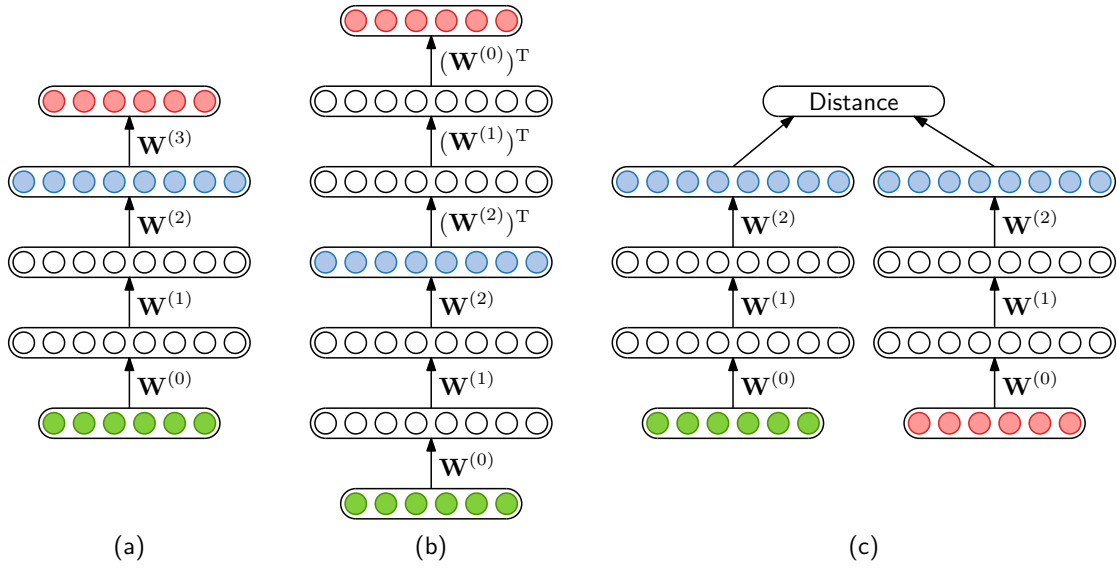 W^(3)
W^(2)
W^(1)
W^(0)
(a)
(W^(0))^T
(W^(1))^T
(W^(2))^T
W^(2)
W^(1)
W^(0)
(b)
Distance
W^(2)
W^(2)
W^(1)
W^(1)
W^(0)
W^(0)
(c)